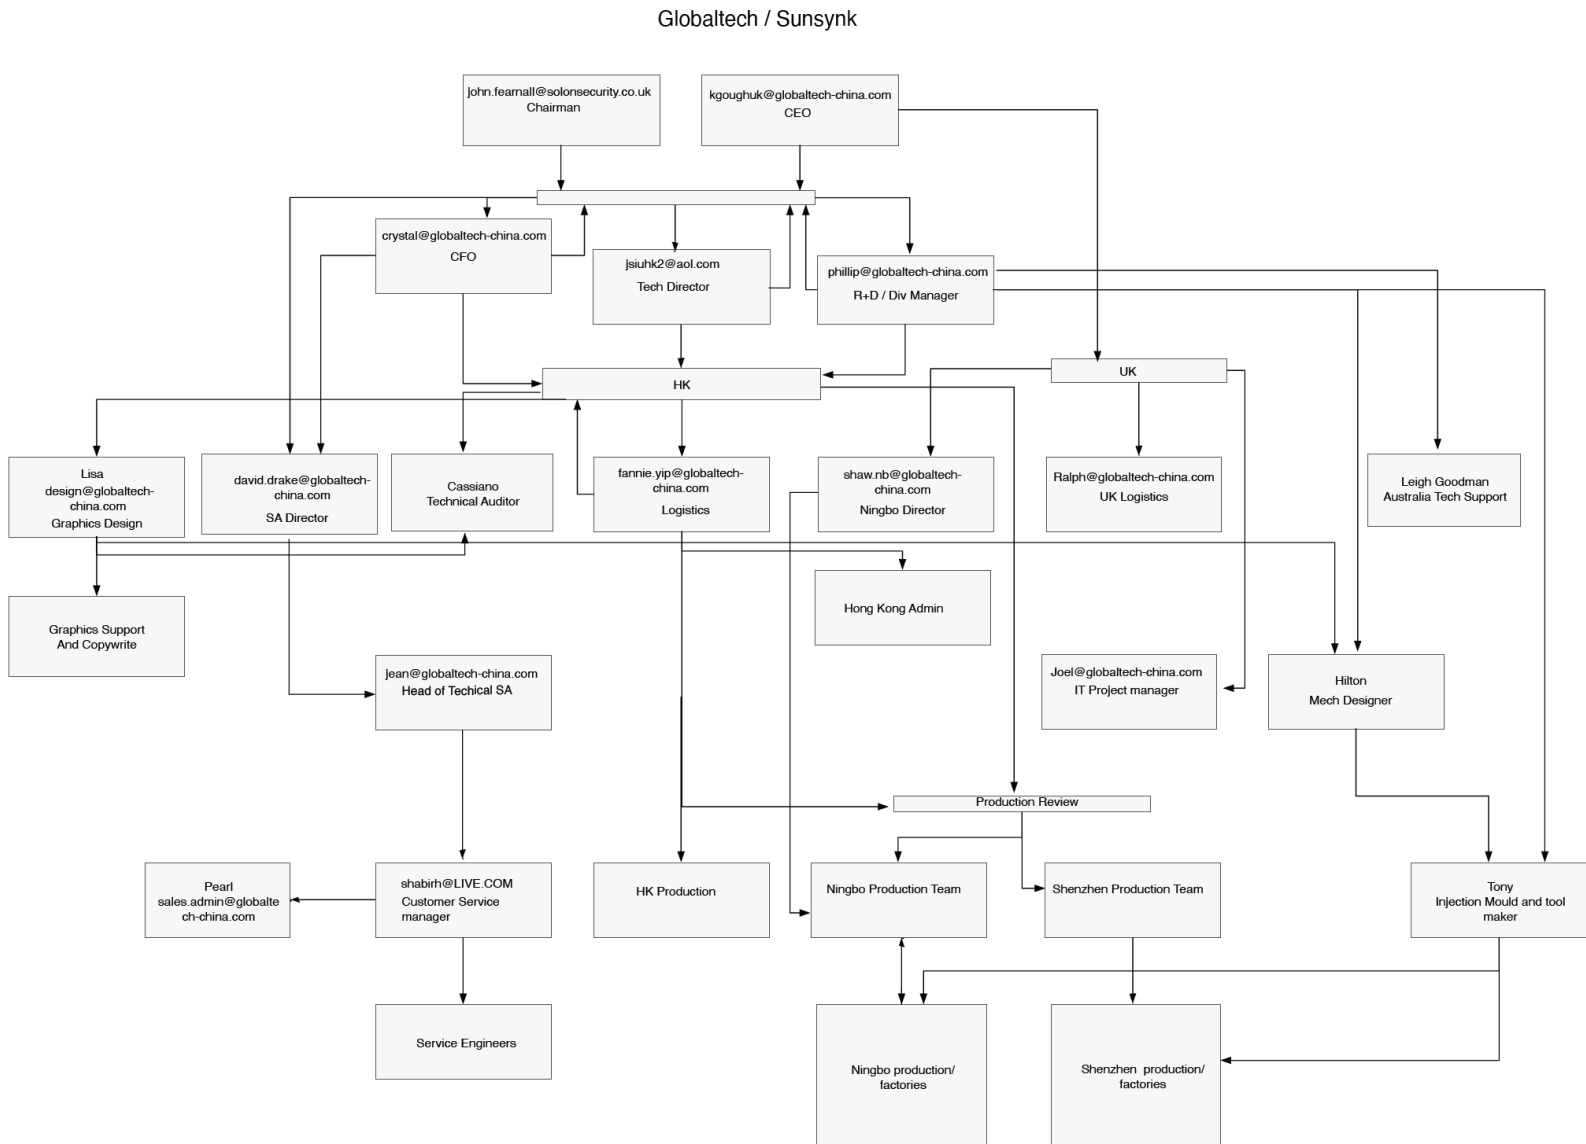 Globaltech / Sunsynk
john.fearnall@solonsecurity.co.uk
Chairman
kgoughuk@globaltech-china.com
CEO
crystal@globaltech-china.com
CFO
jsiuhk2@aol.com
Tech Director
phillip@globaltech-china.com
R+D / Div Manager
HK
UK
Lisa
design@globaltech-
china.com
Graphics Design
david.drake@globaltech-
china.com
SA Director
Cassiano
Technical Auditor
fannie.yip@globaltech-
china.com
Logistics
shaw.nb@globaltech-
china.com
Ningbo Director
Ralph@globaltech-china.com
UK Logistics
Leigh Goodman
Australia Tech Support
Graphics Support
And Copywrite
Hong Kong Admin
jean@globaltech-china.com
Head of Techical SA
Joel@globaltech-china.com
IT Project manager
Hilton
Mech Designer
Production Review
Pearl
sales.admin@globalte
ch-china.com
shabirh@LIVE.COM
Customer Service
manager
HK Production
Ningbo Production Team
Shenzhen Production Team
Tony
Injection Mould and tool
maker
Service Engineers
Ningbo production/
factories
Shenzhen production/
factories